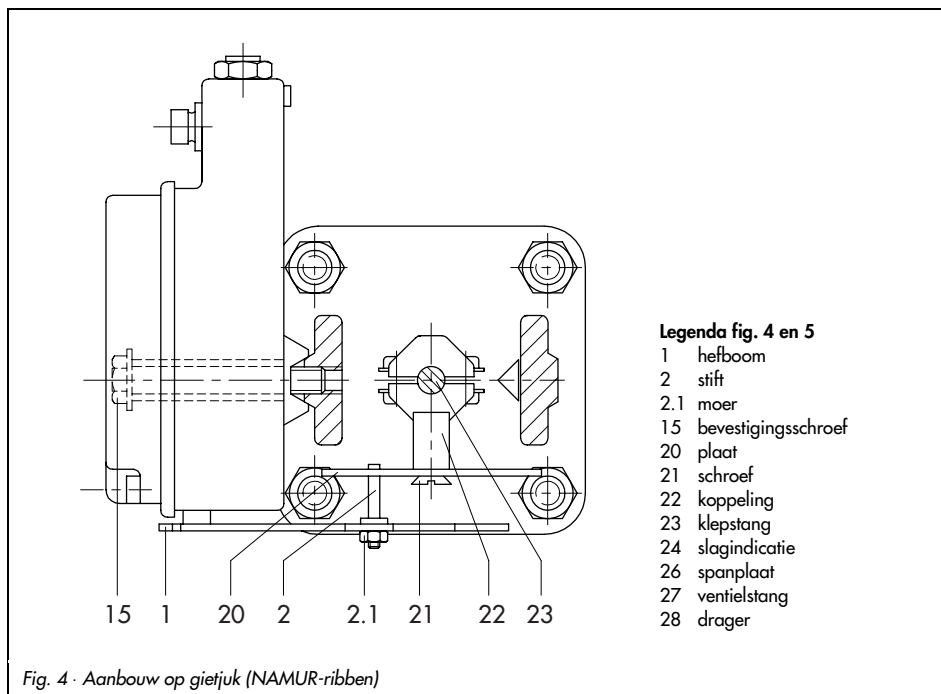 15 1 20 2 2.1 21 22 23
Legenda fig. 4 en 5
1 hefboom
2 stift
2.1 moer
15 bevestigingsschroef
20 plaat
21 schroef
22 koppeling
23 klepstang
24 slagindicatie
26 spanplaat
27 ventielstang
28 drager
Fig. 4 · Aanbouw op gietjuk (NAMUR-ribben)